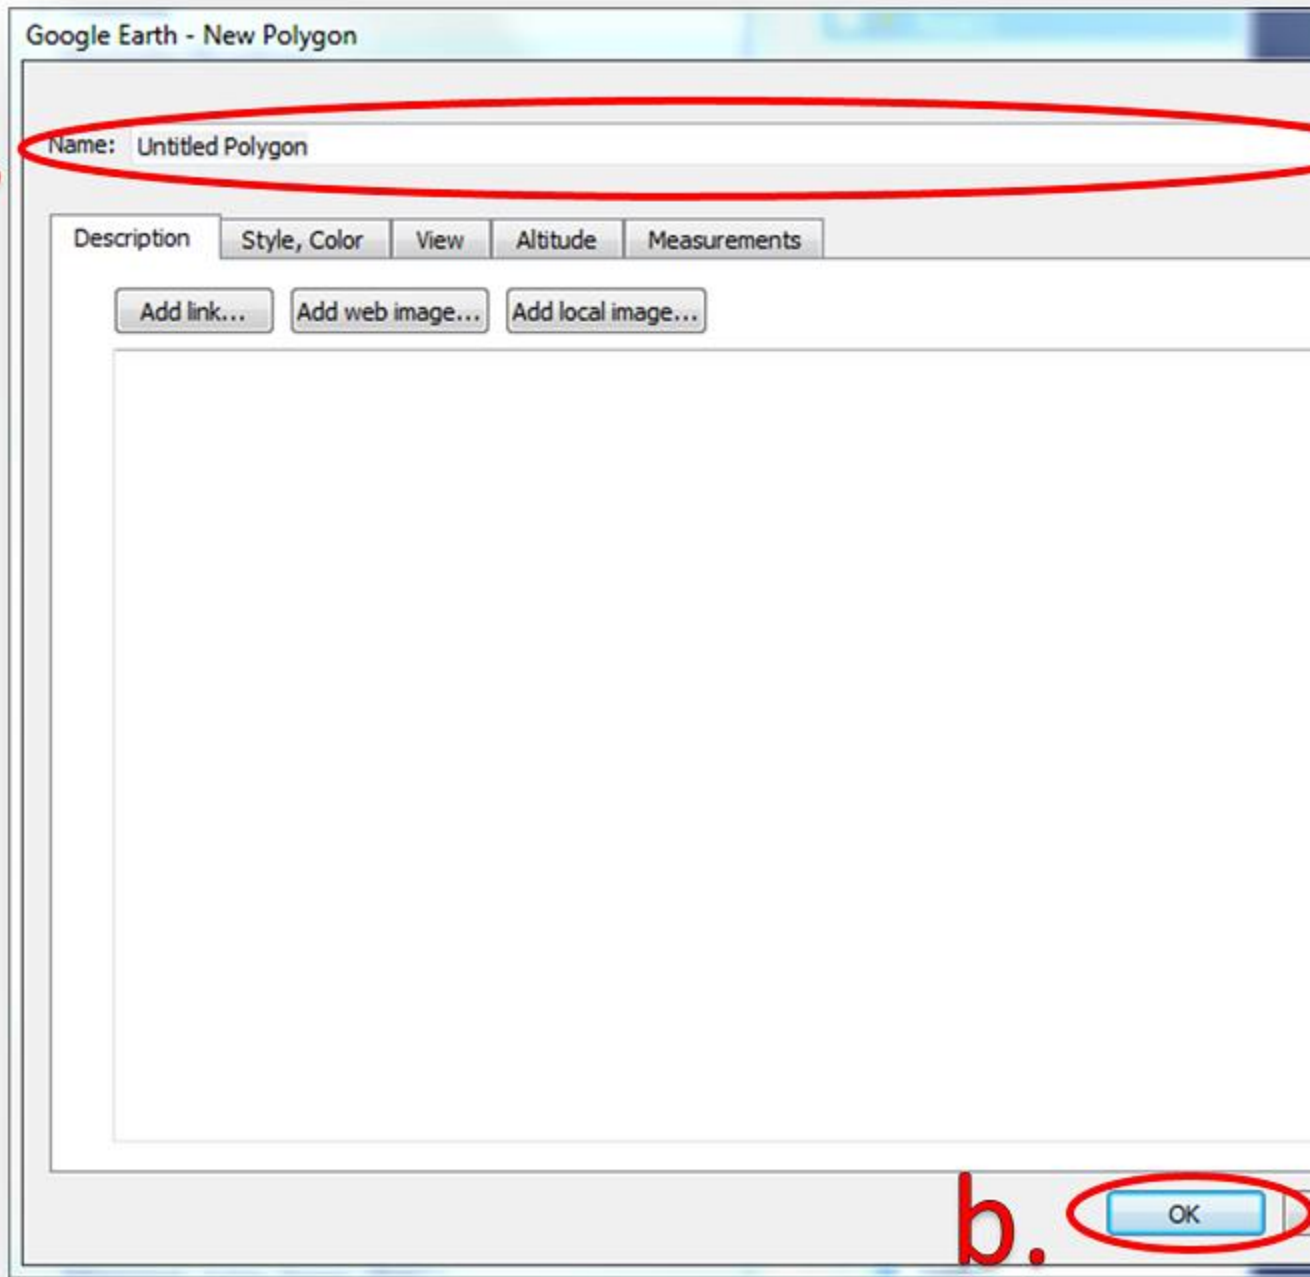 Google Earth - New Polygon
Name: Untitled Polygon
Description Style, Color View Altitude Measurements
Add link... Add web image... Add local image...
b. OK